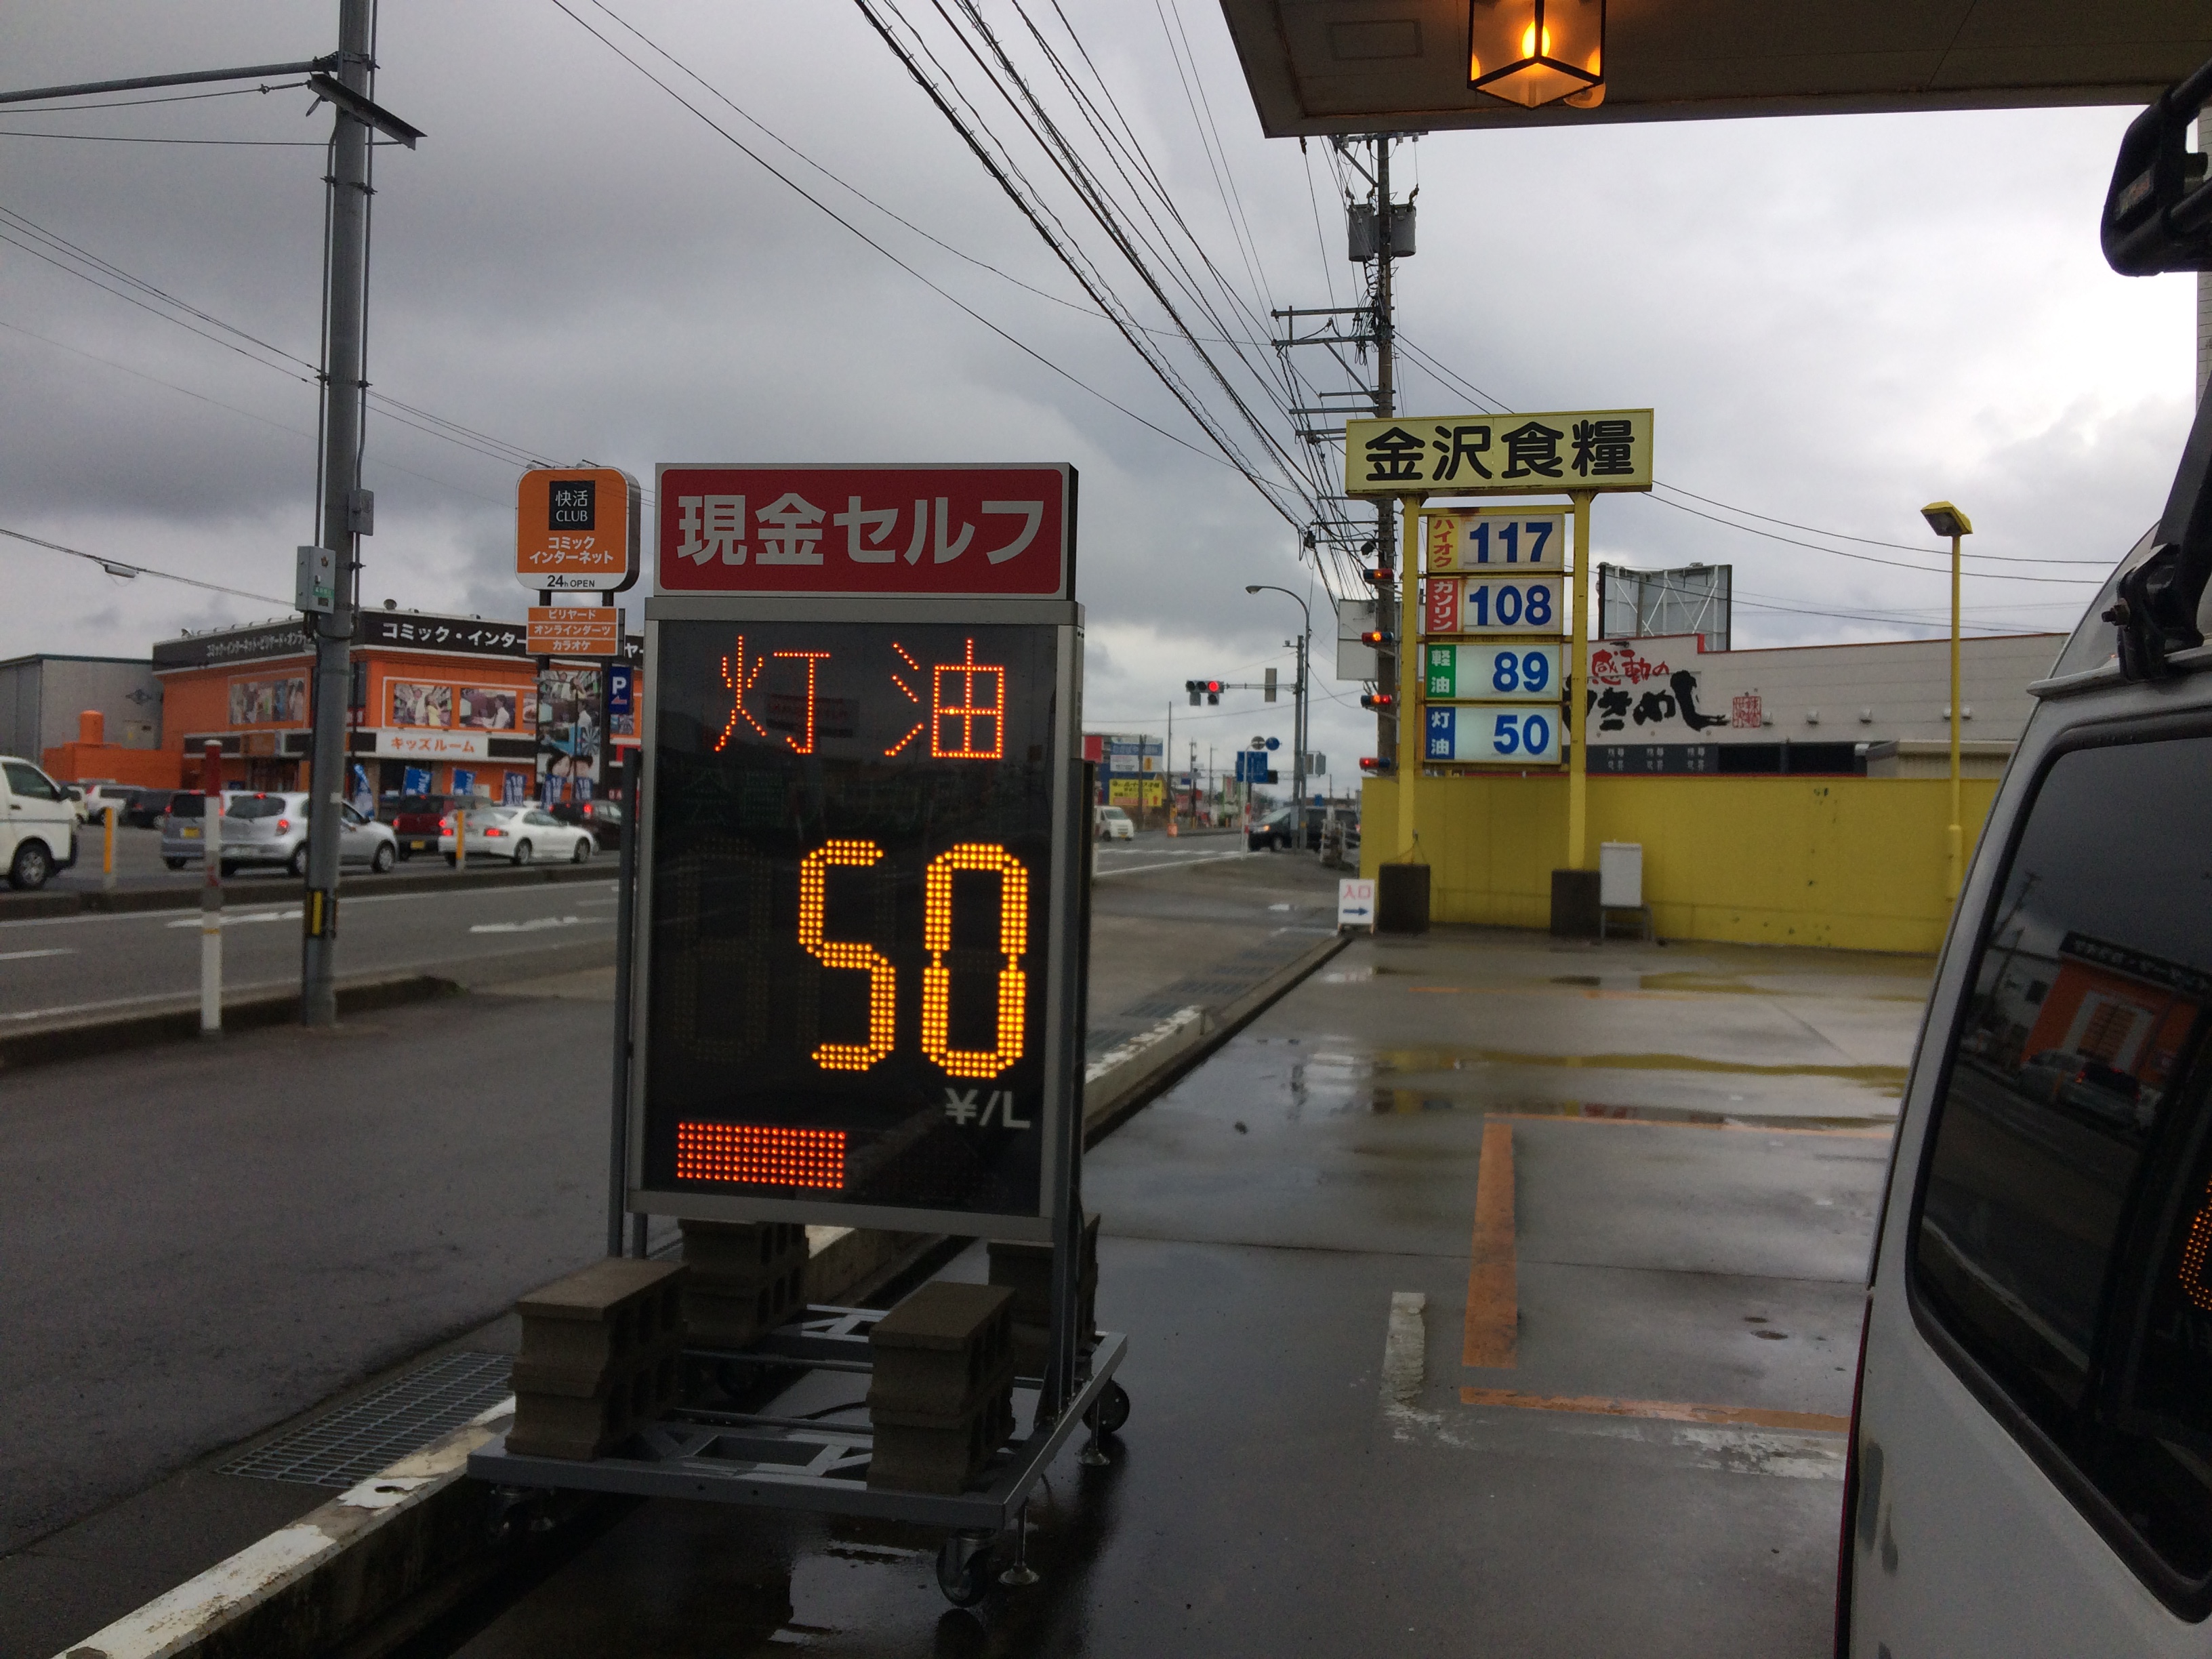 快活
CLUB
コミック
インターネット
24h OPEN
ビリヤード
オンラインダーツ
カラオケ
P
コミック・インター
キッズルーム
現金セルフ
灯油
50
¥/L
金沢食糧
ハイオク 117
ガソリン 108
軽油 89
灯油 50
感動の
入口